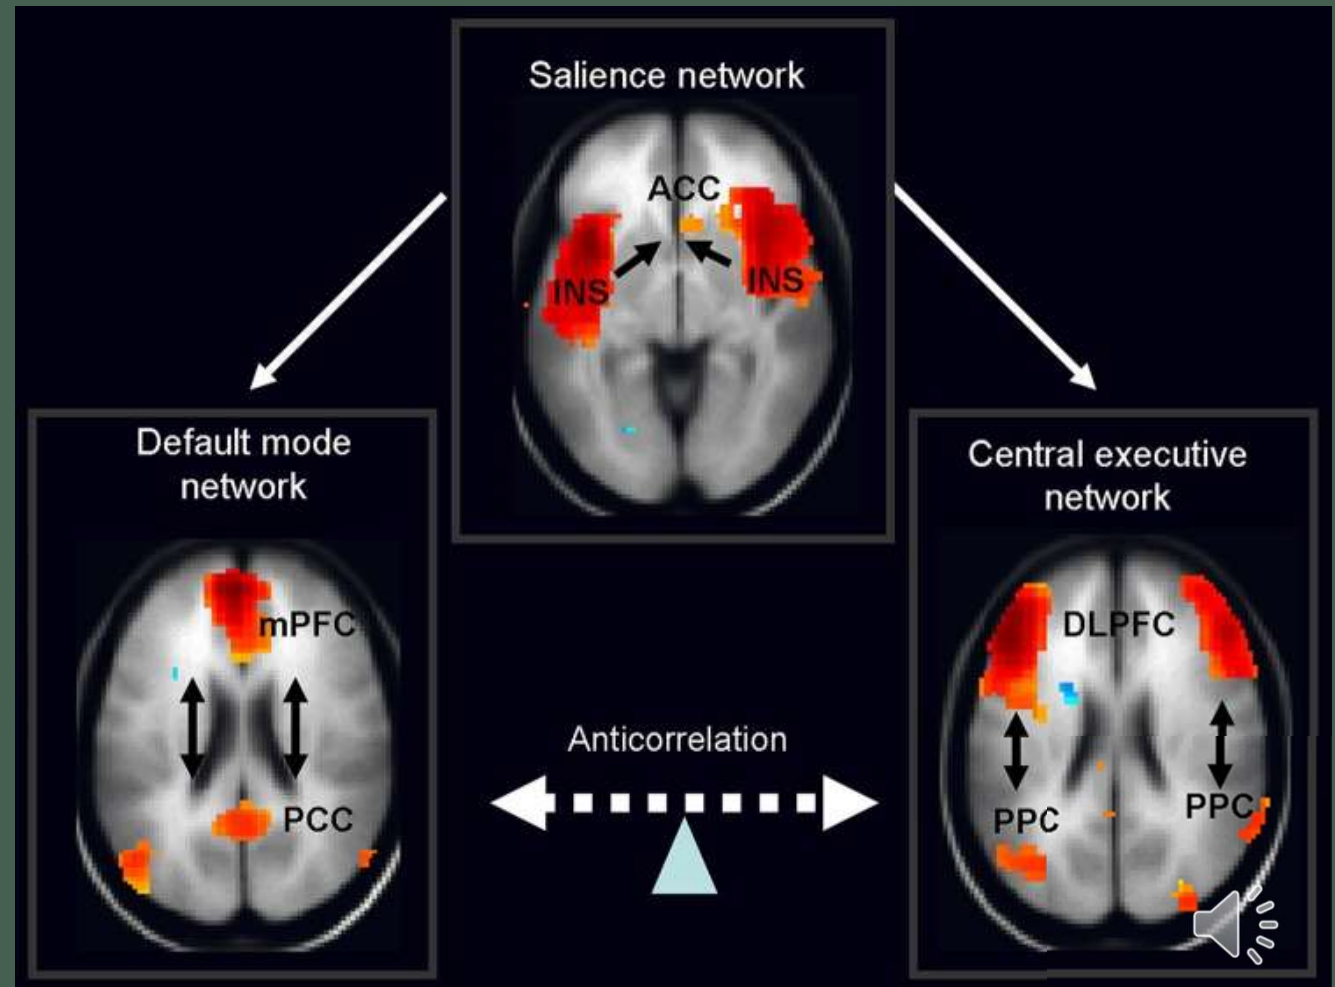 Salience network
ACC
INS
INS
Default mode
network
mPFC
PCC
Anticorrelation
Central executive
network
DLPFC
PPC
PPC